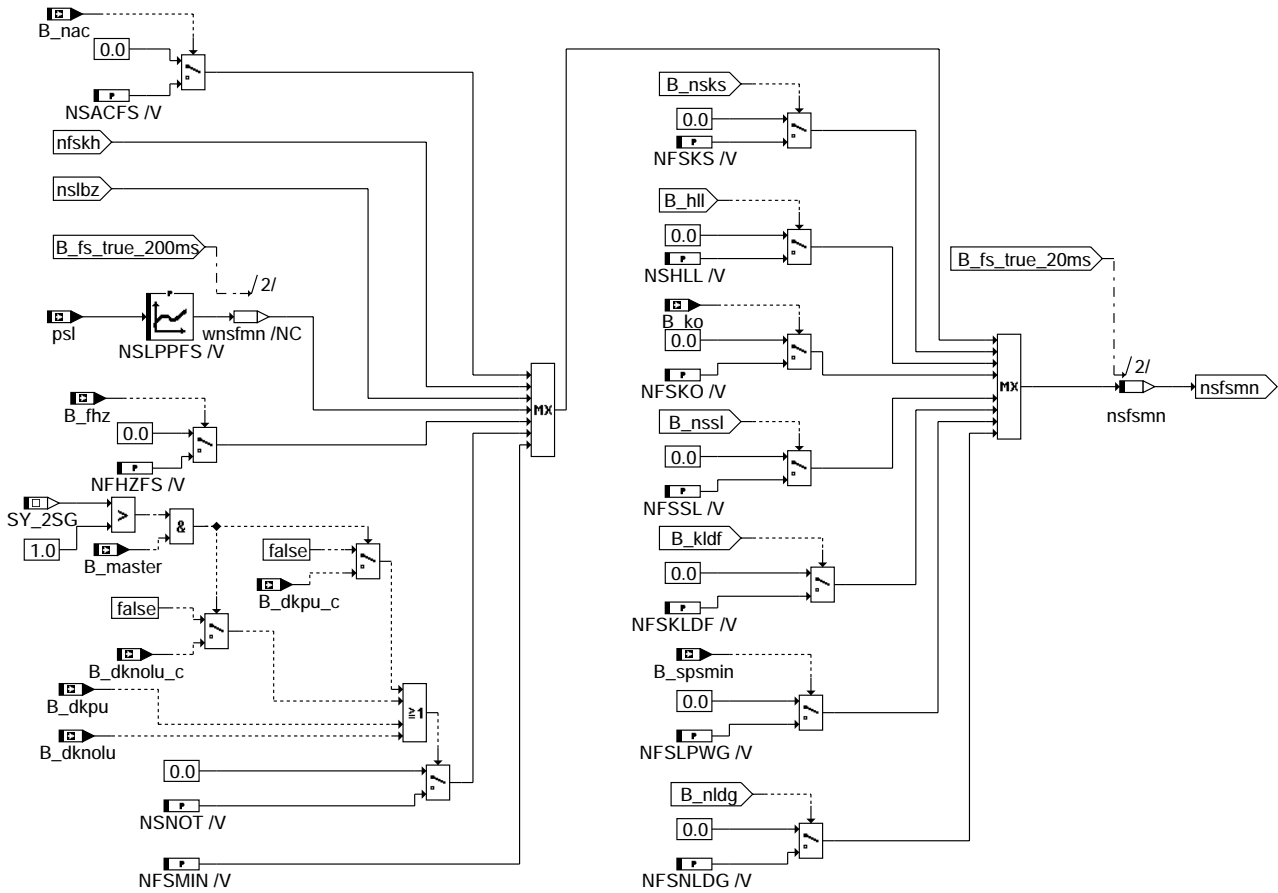 B_nac
0.0
NSACFS /V
nfskh
nslbz
B_fs_true_200ms
/2/
psl
NSLPPFS /V
wnsfmn /NC
B_fhz
0.0
NFHZFS /V
SY_2SG
>
1.0
&
B_master
false
B_dkpu_c
false
B_dknolu_c
B_dkpu
B_dknolu
≥1
0.0
NSNOT /V
NFSMIN /V
MX
B_nsks
0.0
NFSKS /V
B_hll
0.0
NSHLL /V
B_ko
0.0
NFSKO /V
B_nssl
0.0
NFSSL /V
B_kldf
0.0
NFSKLDF /V
B_spsmin
0.0
NFSLPWG /V
B_nldg
0.0
NFSNLDG /V
MX
B_fs_true_20ms
/2/
nsfsmn
nsfsmn
P
P
P
P
P
P
P
P
P
P
P
P
P